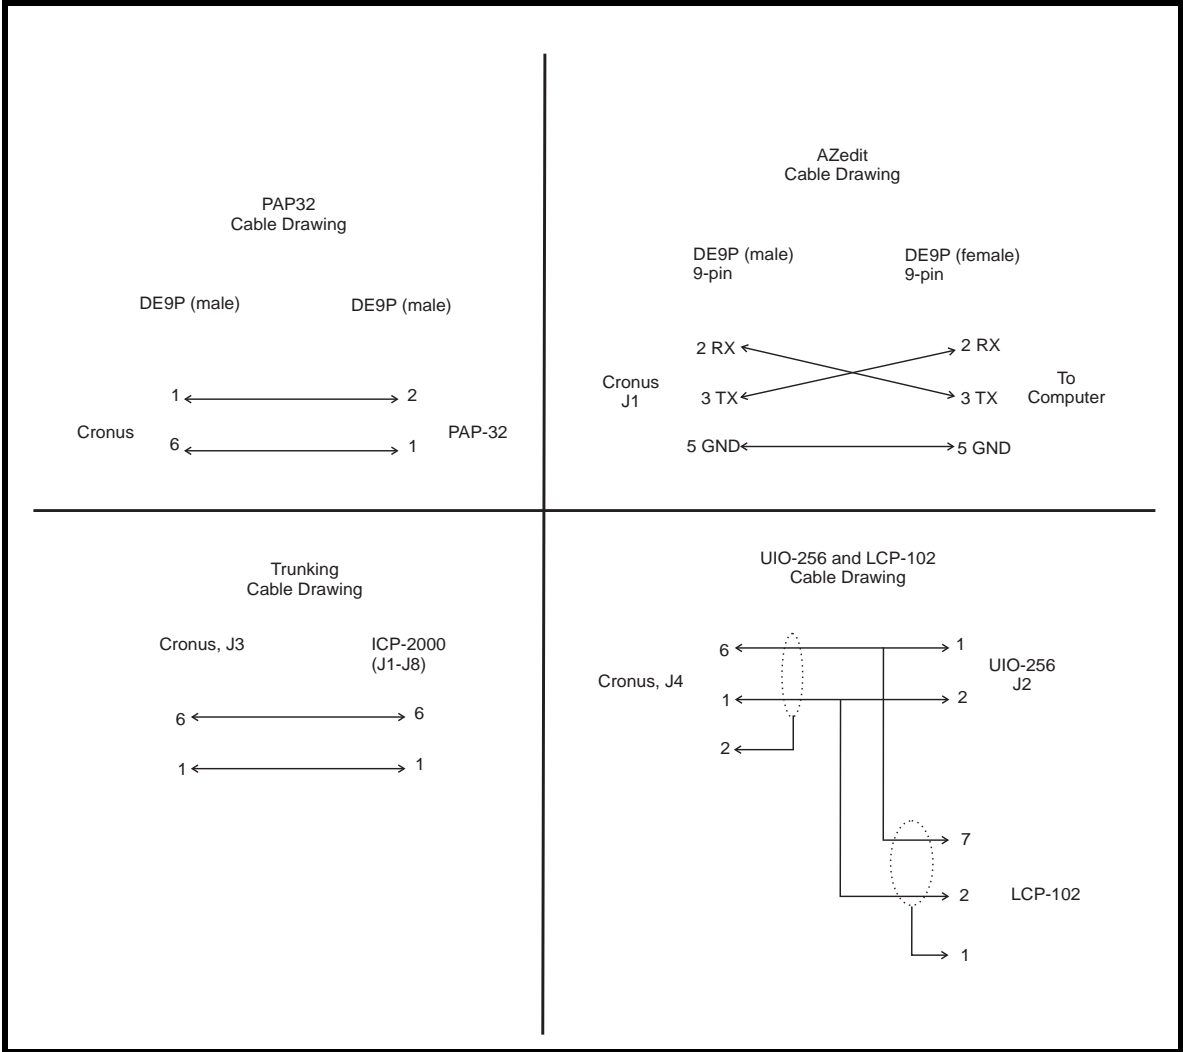 PAP32
Cable Drawing
DE9P (male)
DE9P (male)
1
2
Cronus
6
1
PAP-32
AZedit
Cable Drawing
DE9P (male)
9-pin
DE9P (female)
9-pin
2 RX
2 RX
Cronus
J1
3 TX
3 TX
To
Computer
5 GND
5 GND
Trunking
Cable Drawing
Cronus, J3
ICP-2000
(J1-J8)
6
6
1
1
UIO-256 and LCP-102
Cable Drawing
6
1
UIO-256
J2
Cronus, J4
1
2
2
7
2
LCP-102
1